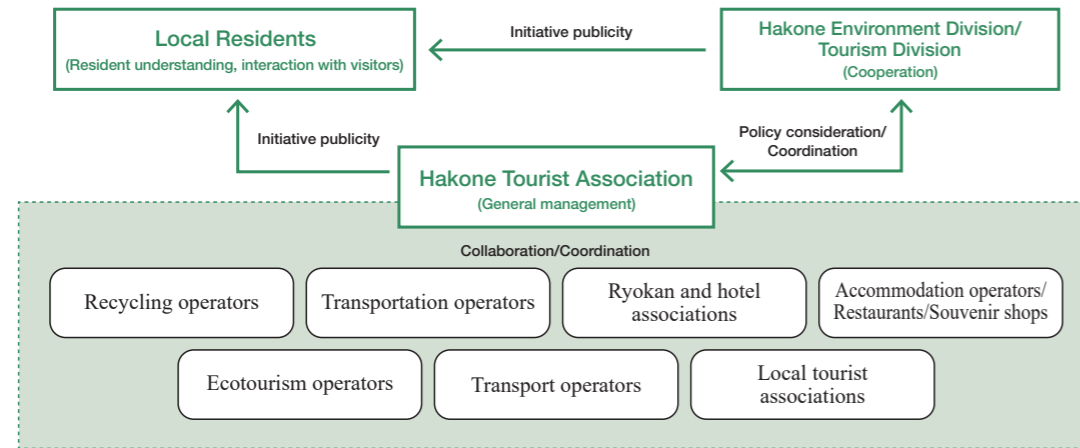 Local Residents
(Resident understanding, interaction with visitors)
Initiative publicity
Hakone Environment Division/
Tourism Division
(Cooperation)
Initiative publicity
Policy consideration/
Coordination
Hakone Tourist Association
(General management)
Collaboration/Coordination
Recycling operators
Transportation operators
Ryokan and hotel
associations
Accommodation operators/
Restaurants/Souvenir shops
Ecotourism operators
Transport operators
Local tourist
associations